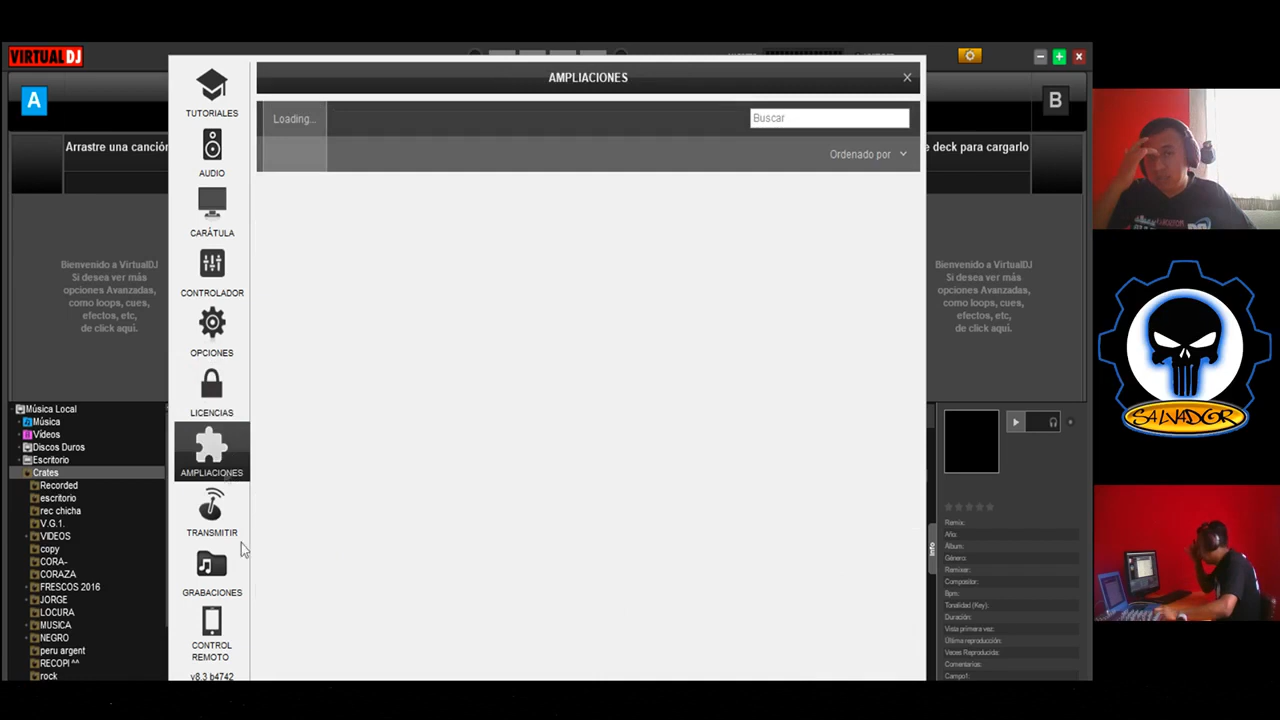 VIRTUALDJ
A
B
Arrastre una canción
e deck para cargarlo
Bienvenido a VirtualDJ
Si desea ver más
opciones Avanzadas,
como loops, cues,
efectos, etc,
de click aqui.
Bienvenido a VirtualDJ
Si desea ver más
opciones Avanzadas,
como loops, cues,
efectos, etc,
de click aqui.
TUTORIALES
AUDIO
CARÁTULA
CONTROLADOR
OPCIONES
LICENCIAS
AMPLIACIONES
TRANSMITIR
GRABACIONES
CONTROL
REMOTO
v8.3 b4742
AMPLIACIONES
Loading...
Buscar
Ordenado por
Música Local
Música
Vídeos
Discos Duros
Escritorio
Crates
Recorded
escritorio
rec chicha
V.G.1.
VIDEOS
copy
CORA-
CORAZA
FRESCOS 2016
JORGE
LOCURA
MUSICA
NEGRO
peru argent
RECOPI ^^
rock
info
Remix:
Año:
Álbum:
Género:
Remixer:
Compositor:
Bpm:
Tonalidad (Key):
Duración:
Vista primera vez:
Última reproducción:
Veces Reproducida:
Comentarios:
Campo1:
SALVADOR